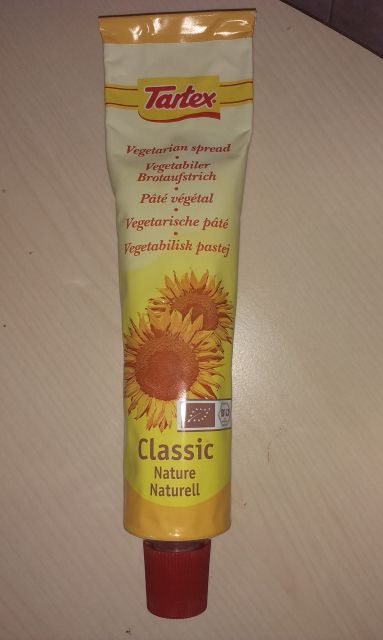 Tartex
Vegetarian spread
Vegetabiler
Brotaufstrich
Pâté végétal
Vegetarische pâté
Vegetabilisk pastej
BIO
Classic
Nature
Naturell